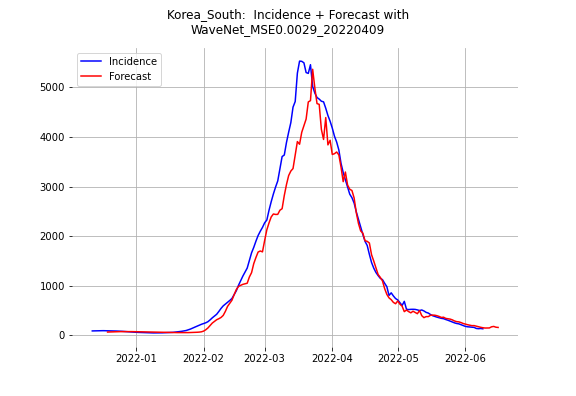 Korea_South:  Incidence + Forecast with
WaveNet_MSE0.0029_20220409
Incidence
Forecast
5000
4000
3000
2000
1000
0
2022-01 2022-02 2022-03 2022-04 2022-05 2022-06